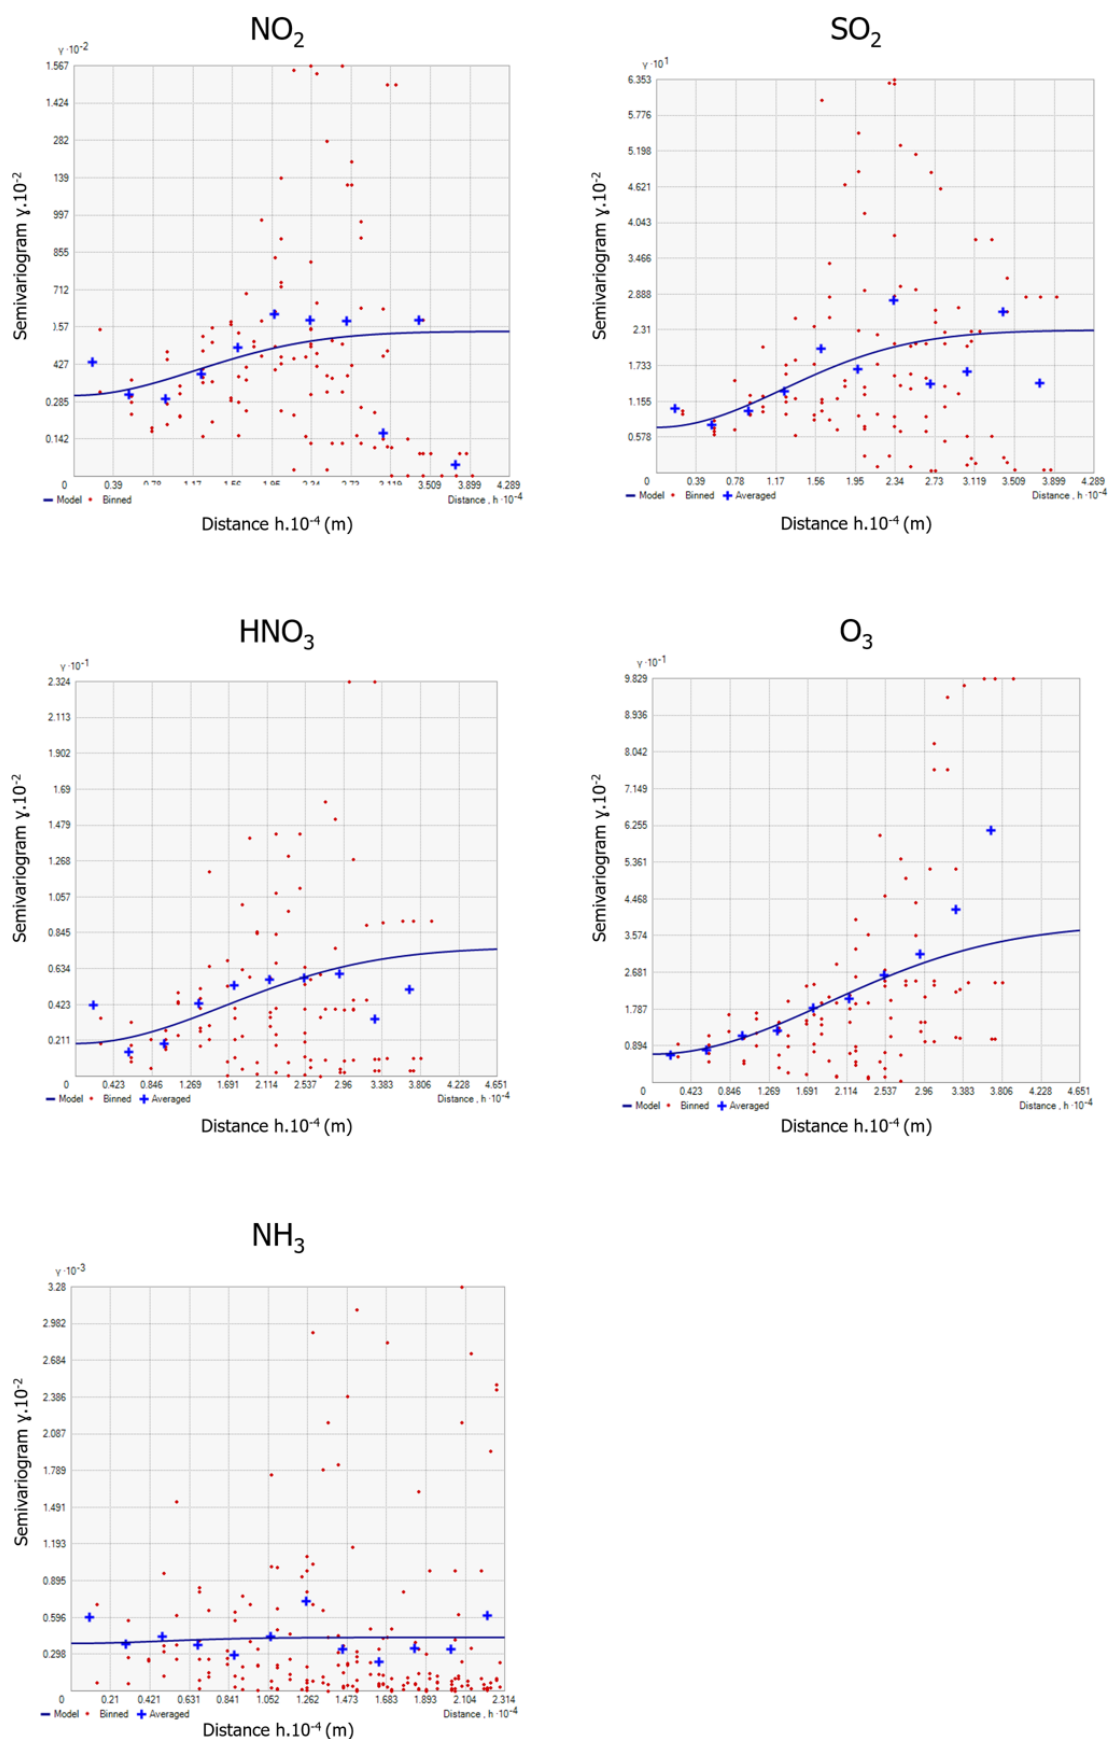 NO2
γ·10-2
1.567
1.424
282
139
997
855
712
1.57
427
0.285
0.142
Semivariogram γ.10-2
0 0.39 0.78 1.17 1.56 1.95 2.34 2.73 3.119 3.509 3.899 4.289
Model Binned Distance , h ·10-4
Distance h.10-4 (m)
SO2
γ·101
6.353
5.776
5.198
4.621
4.043
3.466
2.888
2.31
1.733
1.155
0.578
Semivariogram γ.10-2
0 0.39 0.78 1.17 1.56 1.95 2.34 2.73 3.119 3.509 3.899 4.289
Model Binned Averaged Distance , h ·10-4
Distance h.10-4 (m)
HNO3
γ·10-1
2.324
2.113
1.902
1.69
1.479
1.268
1.057
0.845
0.634
0.423
0.211
Semivariogram γ.10-2
0 0.423 0.846 1.269 1.691 2.114 2.537 2.96 3.383 3.806 4.228 4.651
Model Binned Averaged Distance , h ·10-4
Distance h.10-4 (m)
O3
γ·10-1
9.829
8.936
8.042
7.149
6.255
5.361
4.468
3.574
2.681
1.787
0.894
Semivariogram γ.10-2
0 0.423 0.846 1.269 1.691 2.114 2.537 2.96 3.383 3.806 4.228 4.651
Model Binned Averaged Distance , h ·10-4
Distance h.10-4 (m)
NH3
γ·10-3
3.28
2.982
2.684
2.386
2.087
1.789
1.491
1.193
0.895
0.596
0.298
Semivariogram γ.10-2
0 0.21 0.421 0.631 0.841 1.052 1.262 1.473 1.683 1.893 2.104 2.314
Model Binned Averaged Distance , h ·10-4
Distance h.10-4 (m)